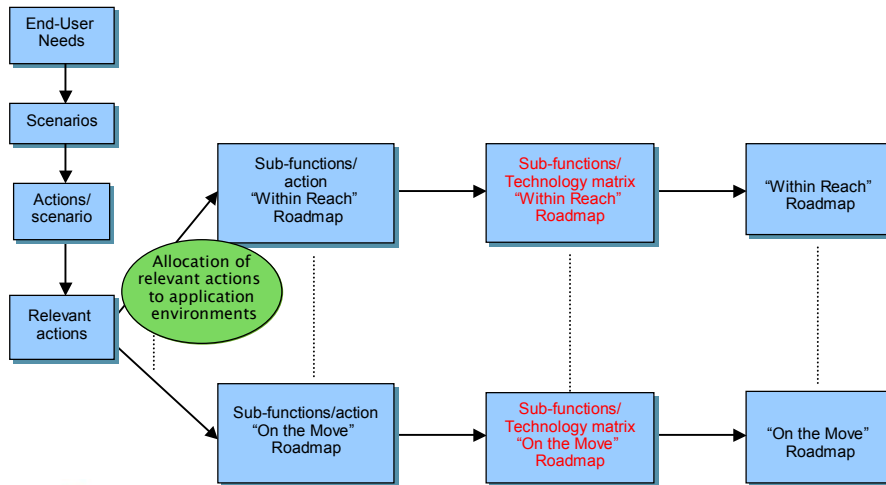 End-User
Needs
Scenarios
Actions/
scenario
Relevant
actions
Allocation of
relevant actions
to application
environments
Sub-functions/
action
“Within Reach”
Roadmap
Sub-functions/
Technology matrix
“Within Reach”
Roadmap
“Within Reach”
Roadmap
Sub-functions/action
“On the Move”
Roadmap
Sub-functions/
Technology matrix
“On the Move”
Roadmap
“On the Move”
Roadmap